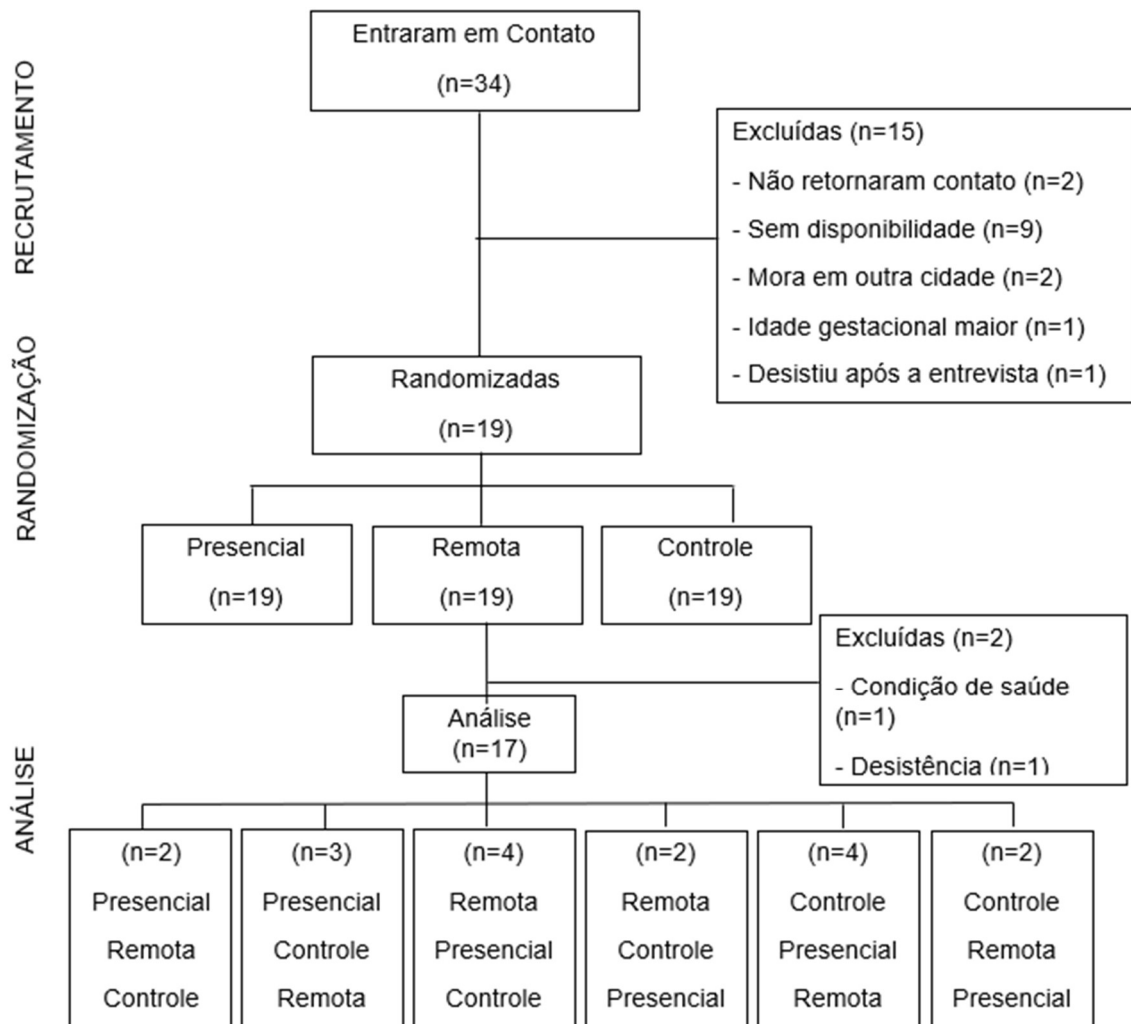 RECRUTAMENTO
Entraram em Contato
(n=34)
Excluídas (n=15)
- Não retornaram contato (n=2)
- Sem disponibilidade (n=9)
- Mora em outra cidade (n=2)
- Idade gestacional maior (n=1)
- Desistiu após a entrevista (n=1)
RANDOMIZAÇÃO
Randomizadas
(n=19)
Presencial
(n=19)
Remota
(n=19)
Controle
(n=19)
Excluídas (n=2)
- Condição de saúde
(n=1)
- Desistência (n=1)
ANÁLISE
Análise
(n=17)
(n=2)
Presencial
Remota
Controle
(n=3)
Presencial
Controle
Remota
(n=4)
Remota
Presencial
Controle
(n=2)
Remota
Controle
Presencial
(n=4)
Controle
Presencial
Remota
(n=2)
Controle
Remota
Presencial